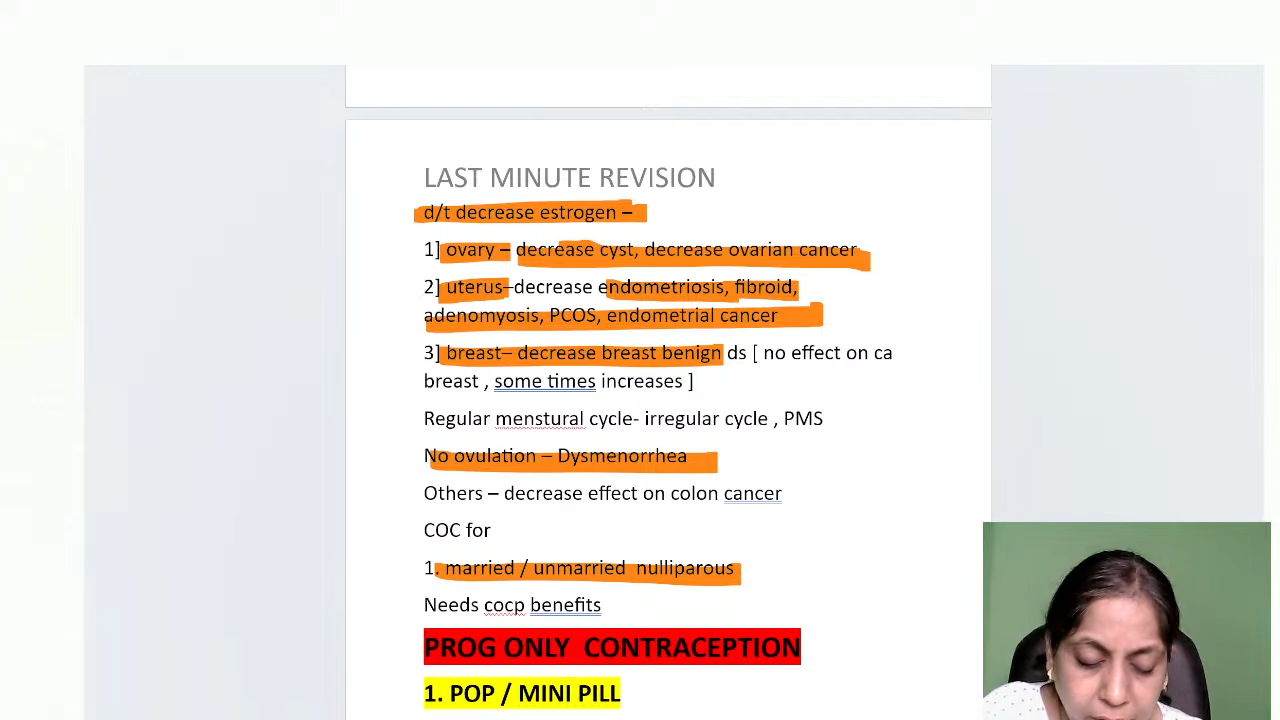 LAST MINUTE REVISION
d/t decrease estrogen –
1] ovary – decrease cyst, decrease ovarian cancer
2] uterus–decrease endometriosis, fibroid,
adenomyosis, PCOS, endometrial cancer
3] breast– decrease breast benign ds [ no effect on ca
breast , some times increases ]
Regular menstural cycle- irregular cycle , PMS
No ovulation – Dysmenorrhea
Others – decrease effect on colon cancer
COC for
1. married / unmarried  nulliparous
Needs cocp benefits
PROG ONLY  CONTRACEPTION
1. POP / MINI PILL